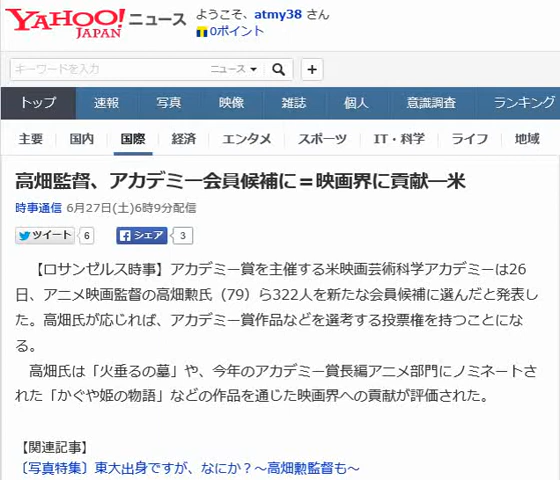 YAHOO! ニュース
JAPAN
ようこそ、atmy38 さん
0ポイント
キーワードを入力 ニュース
トップ 速報 写真 映像 雑誌 個人 意識調査 ランキング
主要 国内 国際 経済 エンタメ スポーツ IT・科学 ライフ 地域
高畑監督、アカデミー会員候補に＝映画界に貢献―米
時事通信 6月27日(土)6時9分配信
ツイート 6 シェア 3
【ロサンゼルス時事】アカデミー賞を主催する米映画芸術科学アカデミーは26
日、アニメ映画監督の高畑勲氏（79）ら322人を新たな会員候補に選んだと発表し
た。高畑氏が応じれば、アカデミー賞作品などを選考する投票権を持つことにな
る。
高畑氏は「火垂るの墓」や、今年のアカデミー賞長編アニメ部門にノミネートさ
れた「かぐや姫の物語」などの作品を通じた映画界への貢献が評価された。
【関連記事】
〔写真特集〕東大出身ですが、なにか？～高畑勲監督も～